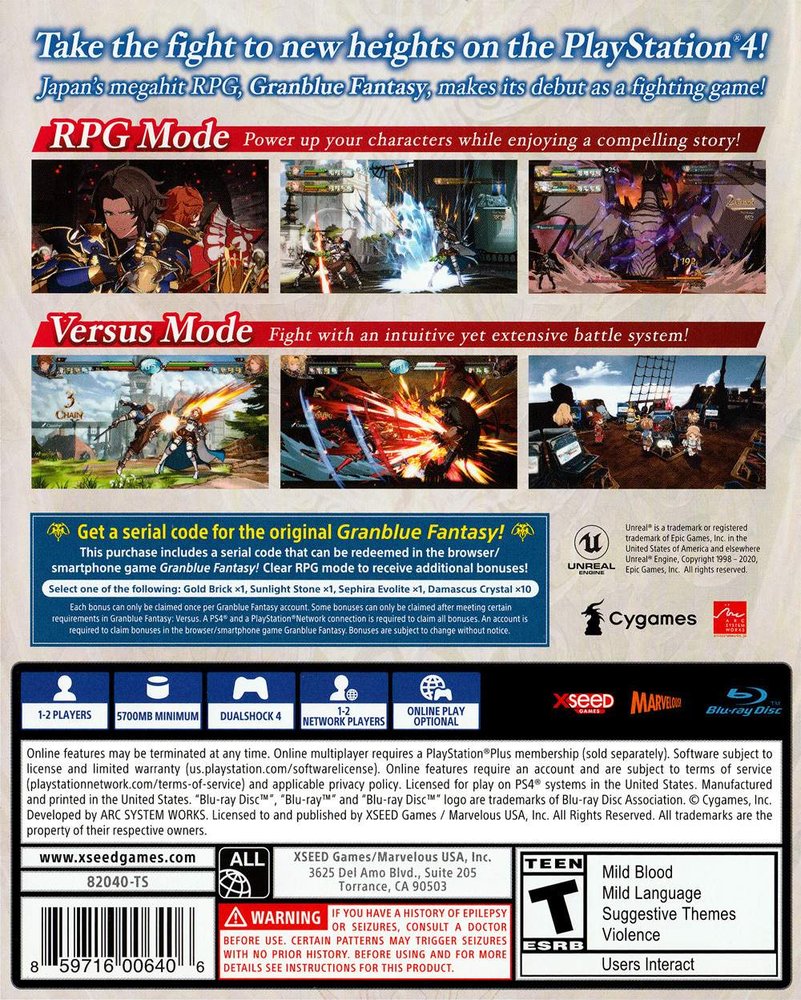 Take the fight to new heights on the PlayStation®4!
Japan's megahit RPG, Granblue Fantasy, makes its debut as a fighting game!
RPG Mode Power up your characters while enjoying a compelling story!
Versus Mode Fight with an intuitive yet extensive battle system!
3
CHAIN
Get a serial code for the original Granblue Fantasy!
This purchase includes a serial code that can be redeemed in the browser/
smartphone game Granblue Fantasy! Clear RPG mode to receive additional bonuses!
Select one of the following: Gold Brick ×1, Sunlight Stone ×1, Sephira Evolite ×1, Damascus Crystal ×10
Each bonus can only be claimed once per Granblue Fantasy account. Some bonuses can only be claimed after meeting certain
requirements in Granblue Fantasy: Versus. A PS4® and a PlayStation®Network connection is required to claim all bonuses. An account is
required to claim bonuses in the browser/smartphone game Granblue Fantasy. Bonuses are subject to change without notice.
UNREAL
ENGINE
Unreal® is a trademark or registered
trademark of Epic Games, Inc. in the
United States of America and elsewhere
Unreal® Engine, Copyright 1998 – 2020,
Epic Games, Inc. All rights reserved.
Cygames
ARC
SYSTEM
WORKS
1-2 PLAYERS
5700MB MINIMUM
DUALSHOCK 4
1-2
NETWORK PLAYERS
ONLINE PLAY
OPTIONAL
XSEED
GAMES
MARVELOUS!
Blu-ray Disc™
Online features may be terminated at any time. Online multiplayer requires a PlayStation®Plus membership (sold separately). Software subject to
license and limited warranty (us.playstation.com/softwarelicense). Online features require an account and are subject to terms of service
(playstationnetwork.com/terms-of-service) and applicable privacy policy. Licensed for play on PS4® systems in the United States. Manufactured
and printed in the United States. “Blu-ray Disc™”, “Blu-ray™” and “Blu-ray Disc™” logo are trademarks of Blu-ray Disc Association. © Cygames, Inc.
Developed by ARC SYSTEM WORKS. Licensed to and published by XSEED Games / Marvelous USA, Inc. All Rights Reserved. All trademarks are the
property of their respective owners.
www.xseedgames.com
82040-TS
ALL
XSEED Games/Marvelous USA, Inc.
3625 Del Amo Blvd., Suite 205
Torrance, CA 90503
WARNING IF YOU HAVE A HISTORY OF EPILEPSY
OR SEIZURES, CONSULT A DOCTOR
BEFORE USE. CERTAIN PATTERNS MAY TRIGGER SEIZURES
WITH NO PRIOR HISTORY. BEFORE USING AND FOR MORE
DETAILS SEE INSTRUCTIONS FOR THIS PRODUCT.
8 59716 00640 6
TEEN
T
ESRB
Mild Blood
Mild Language
Suggestive Themes
Violence
Users Interact